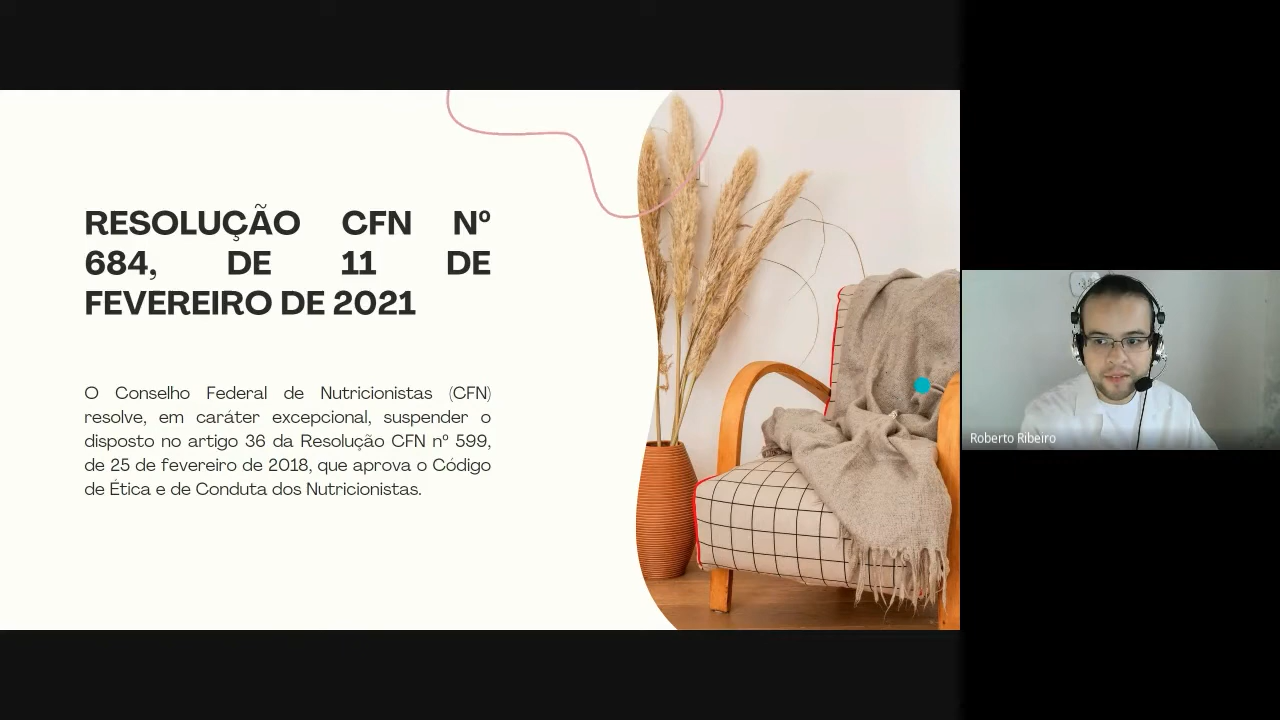 RESOLUÇÃO CFN Nº
684, DE 11 DE
FEVEREIRO DE 2021
O Conselho Federal de Nutricionistas (CFN)
resolve, em caráter excepcional, suspender o
disposto no artigo 36 da Resolução CFN nº 599,
de 25 de fevereiro de 2018, que aprova o Código
de Ética e de Conduta dos Nutricionistas.
Roberto Ribeiro